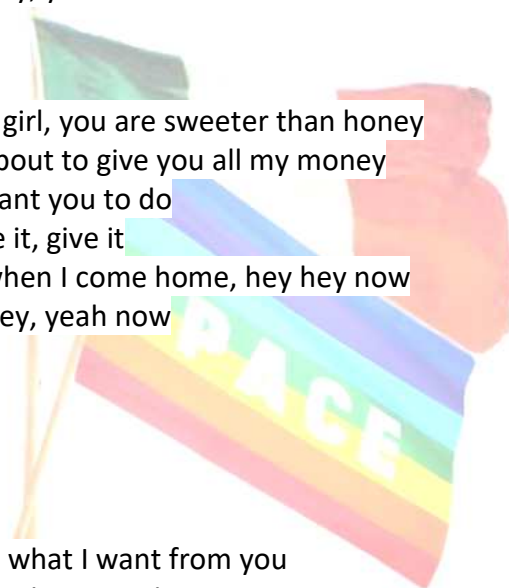 girl, you are sweeter than honey
out to give you all my money
ant you to do
it, give it
hen I come home, hey hey now
ey, yeah now
PACE
what I want from you